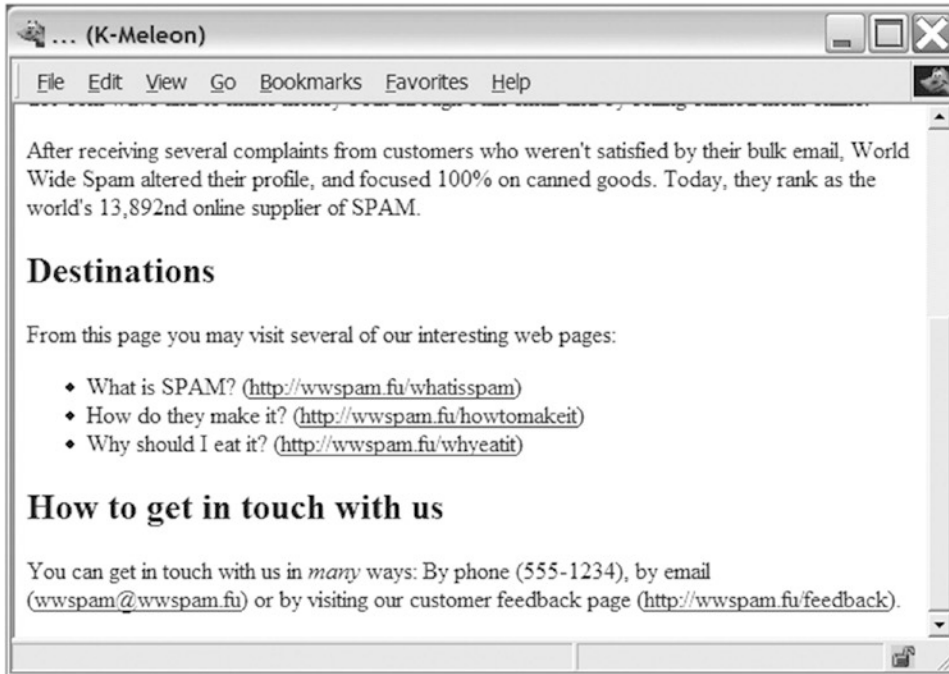 ... (K-Meleon)
File Edit View Go Bookmarks Favorites Help
After receiving several complaints from customers who weren't satisfied by their bulk email, World
Wide Spam altered their profile, and focused 100% on canned goods. Today, they rank as the
world's 13,892nd online supplier of SPAM.
Destinations
From this page you may visit several of our interesting web pages:
• What is SPAM? (http://wwspam.fu/whatisspam)
• How do they make it? (http://wwspam.fu/howtomakeit)
• Why should I eat it? (http://wwspam.fu/whyeatit)
How to get in touch with us
You can get in touch with us in many ways: By phone (555-1234), by email
(wwspam@wwspam.fu) or by visiting our customer feedback page (http://wwspam.fu/feedback).